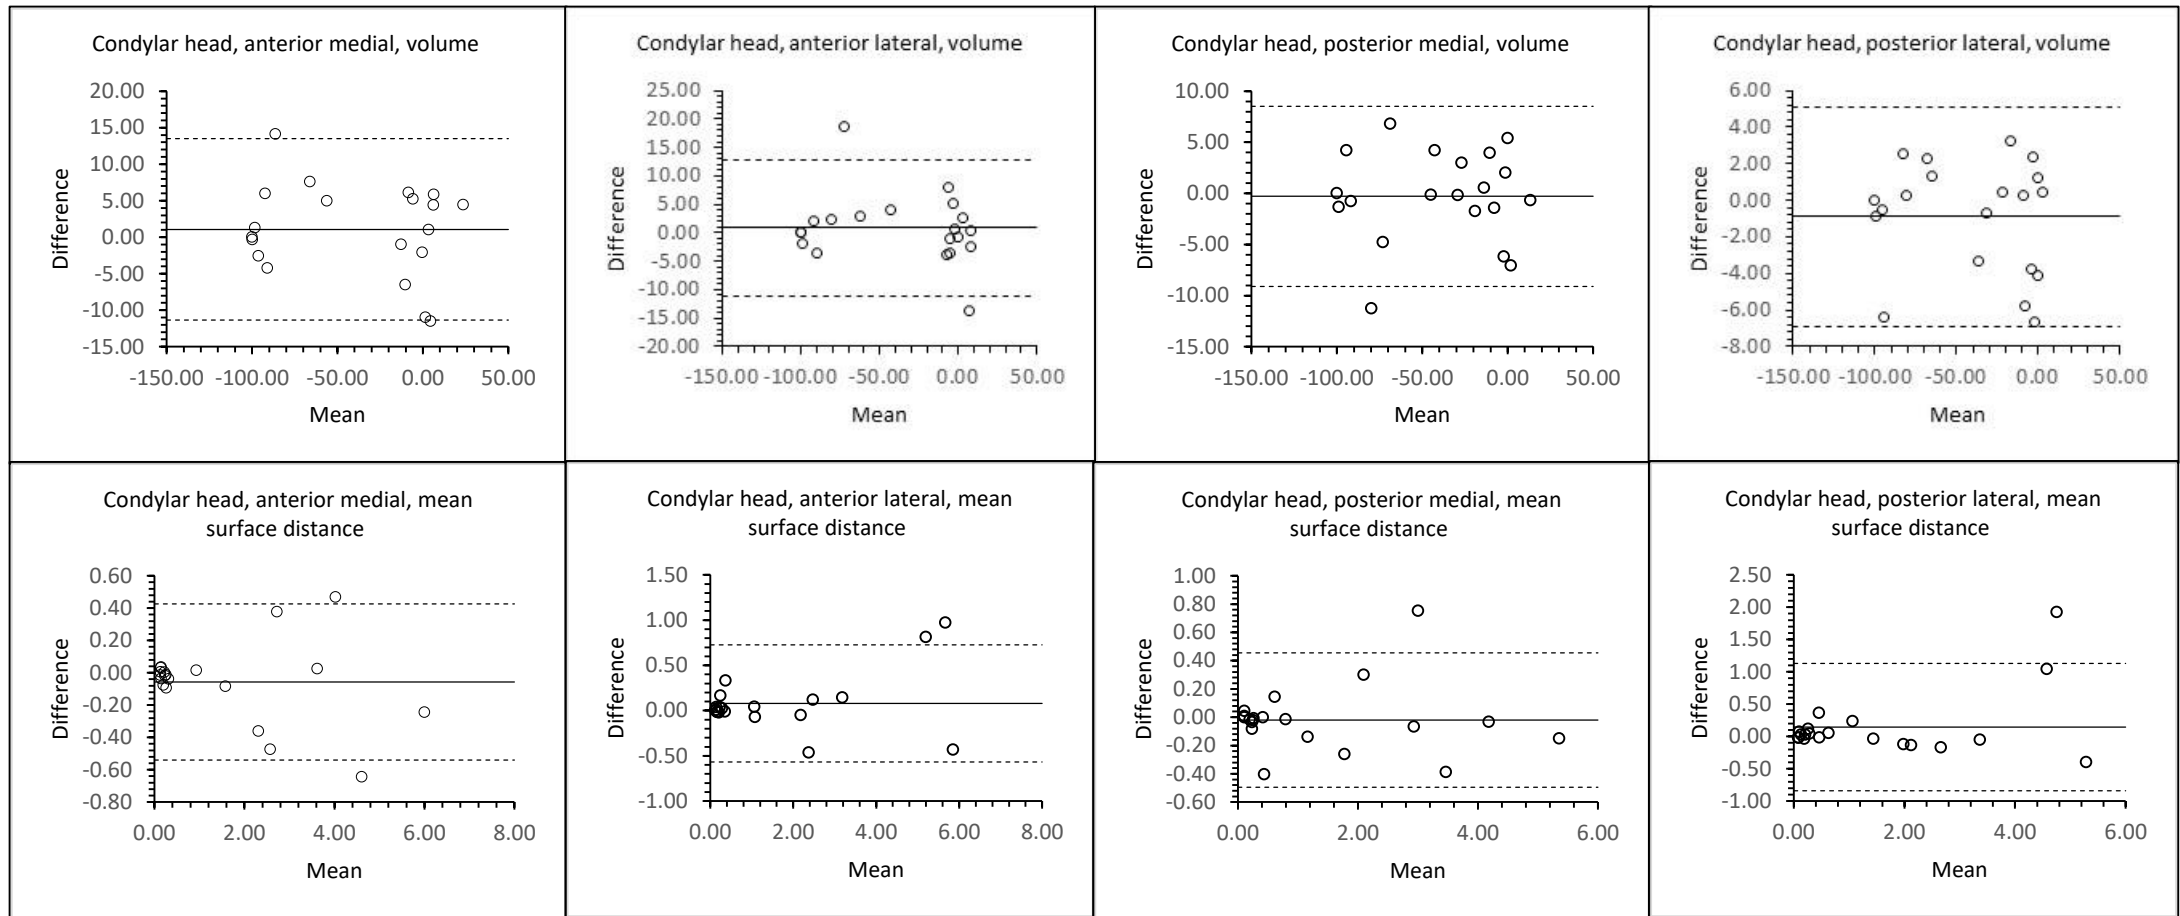 Condylar head, anterior medial, volume
20.00
15.00
10.00
5.00
0.00
-5.00
-10.00
-15.00
Difference
-150.00 -100.00 -50.00 0.00 50.00
Mean
Condylar head, anterior lateral, volume
25.00
20.00
15.00
10.00
5.00
0.00
-5.00
-10.00
-15.00
-20.00
Difference
-150.00 -100.00 -50.00 0.00 50.00
Mean
Condylar head, posterior medial, volume
10.00
5.00
0.00
-5.00
-10.00
-15.00
Difference
-150.00 -100.00 -50.00 0.00 50.00
Mean
Condylar head, posterior lateral, volume
6.00
4.00
2.00
0.00
-2.00
-4.00
-6.00
-8.00
Difference
-150.00 -100.00 -50.00 0.00 50.00
Mean
Condylar head, anterior medial, mean
surface distance
0.60
0.40
0.20
0.00
-0.20
-0.40
-0.60
-0.80
Difference
0.00 2.00 4.00 6.00 8.00
Mean
Condylar head, anterior lateral, mean
surface distance
1.50
1.00
0.50
0.00
-0.50
-1.00
Difference
0.00 2.00 4.00 6.00 8.00
Mean
Condylar head, posterior medial, mean
surface distance
1.00
0.80
0.60
0.40
0.20
0.00
-0.20
-0.40
-0.60
Difference
0.00 2.00 4.00 6.00
Mean
Condylar head, posterior lateral, mean
surface distance
2.50
2.00
1.50
1.00
0.50
0.00
-0.50
-1.00
Difference
0.00 2.00 4.00 6.00
Mean